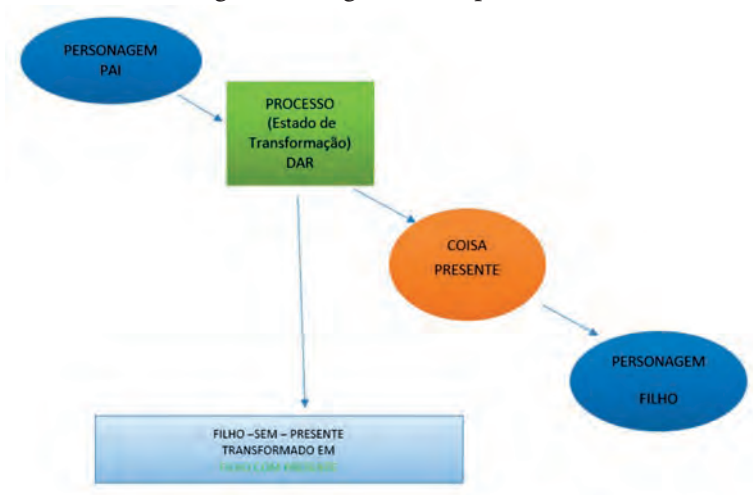 PERSONAGEM
PAI
PROCESSO
(Estado de
Transformação)
DAR
COISA
PRESENTE
PERSONAGEM
FILHO
FILHO –SEM – PRESENTE
TRANSFORMADO EM